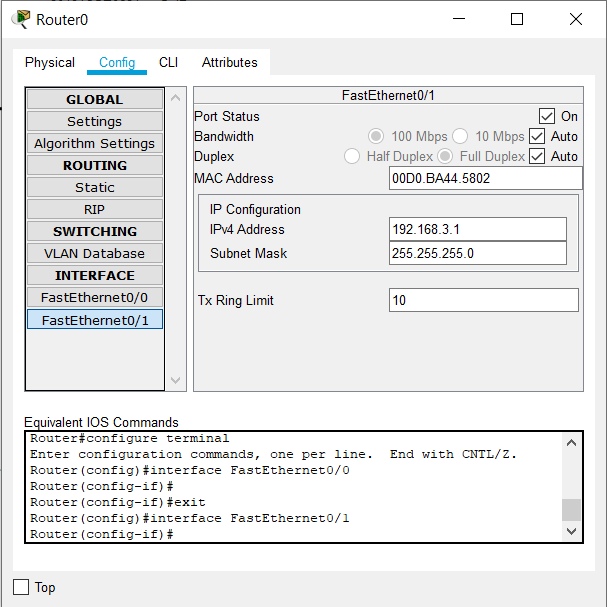 Router0
Physical Config CLI Attributes
GLOBAL
Settings
Algorithm Settings
ROUTING
Static
RIP
SWITCHING
VLAN Database
INTERFACE
FastEthernet0/0
FastEthernet0/1
FastEthernet0/1
Port Status On
Bandwidth 100 Mbps 10 Mbps Auto
Duplex Half Duplex Full Duplex Auto
MAC Address 00D0.BA44.5802
IP Configuration
IPv4 Address 192.168.3.1
Subnet Mask 255.255.255.0
Tx Ring Limit 10
Equivalent IOS Commands
Router#configure terminal
Enter configuration commands, one per line. End with CNTL/Z.
Router(config)#interface FastEthernet0/0
Router(config-if)#
Router(config-if)#exit
Router(config)#interface FastEthernet0/1
Router(config-if)#
Top